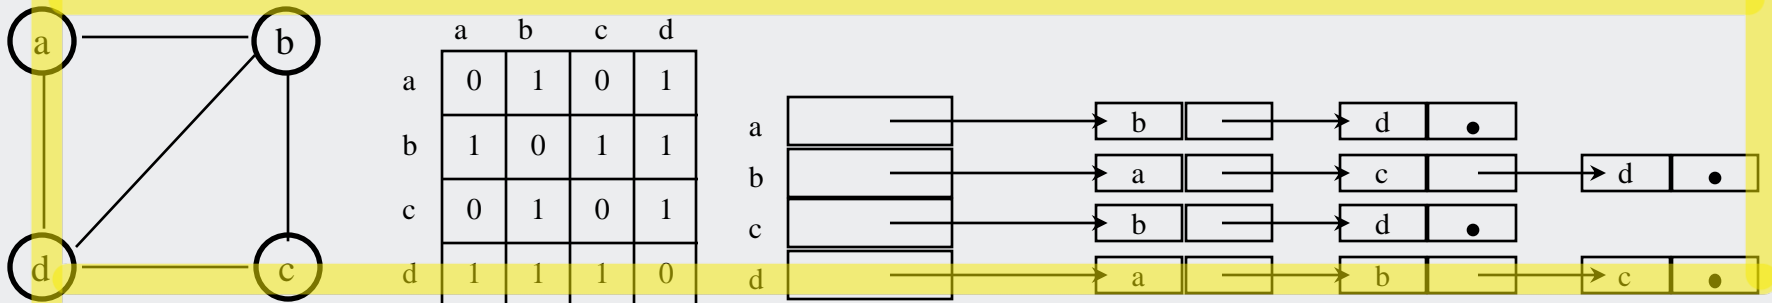 a b
d c
a b c d
a 0 1 0 1
b 1 0 1 1
c 0 1 0 1
d 1 1 1 0
a b d
b a c d
c b d
d a b c